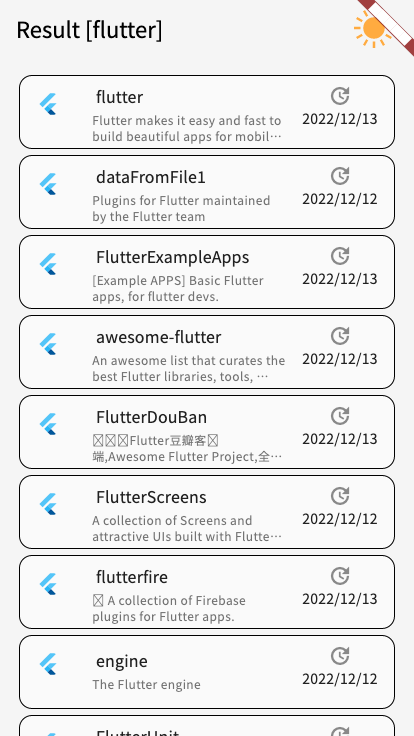 Result [flutter]
flutter
Flutter makes it easy and fast to
build beautiful apps for mobil…
2022/12/13
dataFromFile1
Plugins for Flutter maintained
by the Flutter team
2022/12/12
FlutterExampleApps
[Example APPS] Basic Flutter
apps, for flutter devs.
2022/12/13
awesome-flutter
An awesome list that curates the
best Flutter libraries, tools, …
2022/12/13
FlutterDouBan
Flutter豆瓣客
端,Awesome Flutter Project,全…
2022/12/13
FlutterScreens
A collection of Screens and
attractive UIs built with Flutte…
2022/12/12
flutterfire
A collection of Firebase
plugins for Flutter apps.
2022/12/13
engine
The Flutter engine
2022/12/12